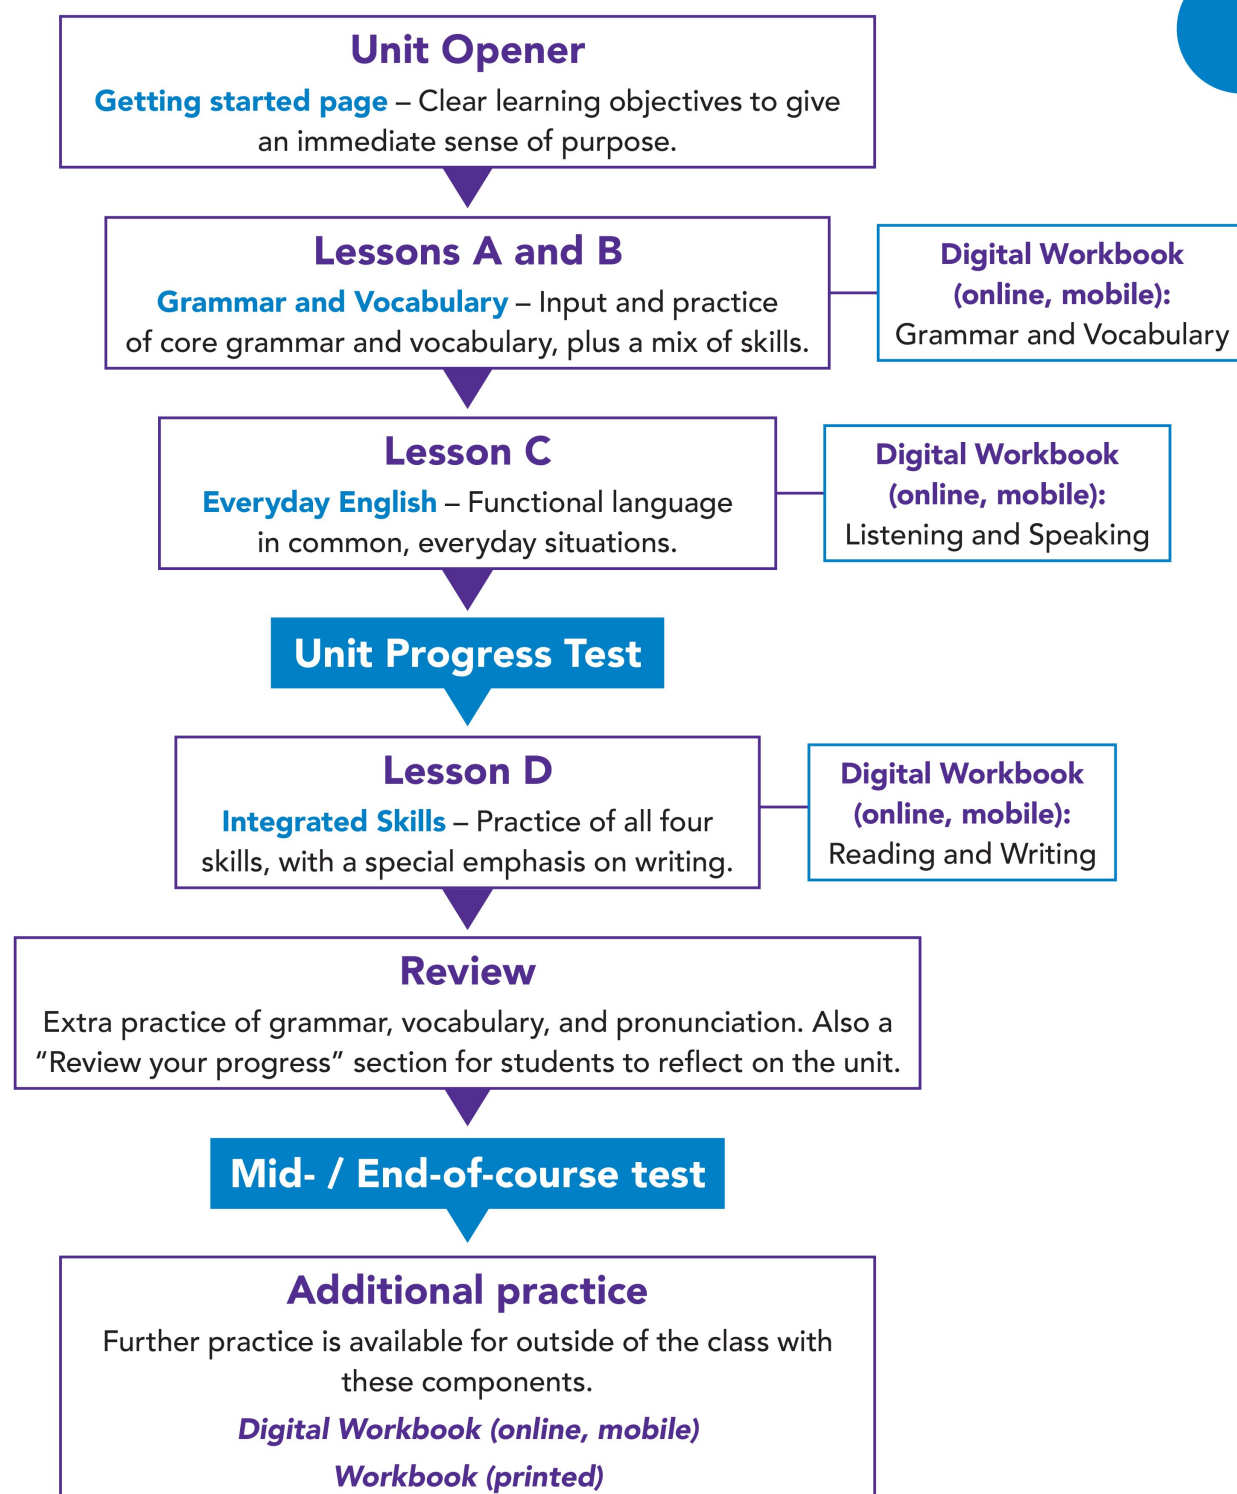 Unit Opener
Getting started page – Clear learning objectives to give
an immediate sense of purpose.
Lessons A and B
Grammar and Vocabulary – Input and practice
of core grammar and vocabulary, plus a mix of skills.
Digital Workbook
(online, mobile):
Grammar and Vocabulary
Lesson C
Everyday English – Functional language
in common, everyday situations.
Digital Workbook
(online, mobile):
Listening and Speaking
Unit Progress Test
Lesson D
Integrated Skills – Practice of all four
skills, with a special emphasis on writing.
Digital Workbook
(online, mobile):
Reading and Writing
Review
Extra practice of grammar, vocabulary, and pronunciation. Also a
“Review your progress” section for students to reflect on the unit.
Mid- / End-of-course test
Additional practice
Further practice is available for outside of the class with
these components.
Digital Workbook (online, mobile)
Workbook (printed)